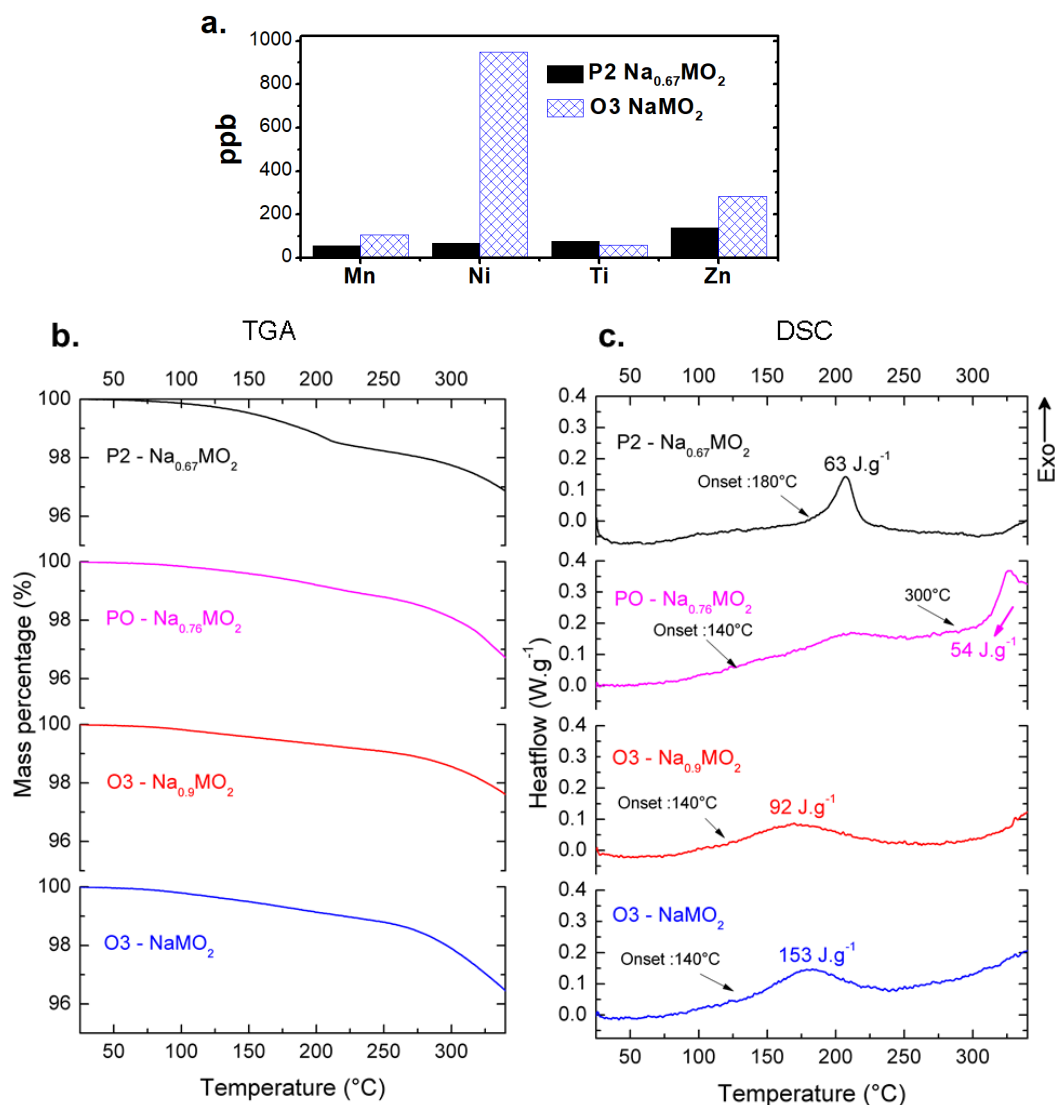 a.
1000
800
600
400
200
0
ppb
P2 Na0.67MO2
O3 NaMO2
Mn Ni Ti Zn
b. TGA
50 100 150 200 250 300
100
98
96
P2 - Na0.67MO2
100
98
96
PO - Na0.76MO2
100
98
96
O3 - Na0.9MO2
100
98
96
O3 - NaMO2
Mass percentage (%)
50 100 150 200 250 300
Temperature (°C)
c. DSC
50 100 150 200 250 300
Exo
0.4
0.3
0.2
0.1
0.0
P2 - Na0.67MO2
63 J.g-1
Onset :180°C
0.4
0.3
0.2
0.1
0.0
PO - Na0.76MO2
300°C
Onset :140°C
54 J.g-1
0.4
0.3
0.2
0.1
0.0
O3 - Na0.9MO2
Onset :140°C
92 J.g-1
0.4
0.3
0.2
0.1
0.0
O3 - NaMO2
Onset :140°C
153 J.g-1
Heatflow (W.g-1)
50 100 150 200 250 300
Temperature (°C)